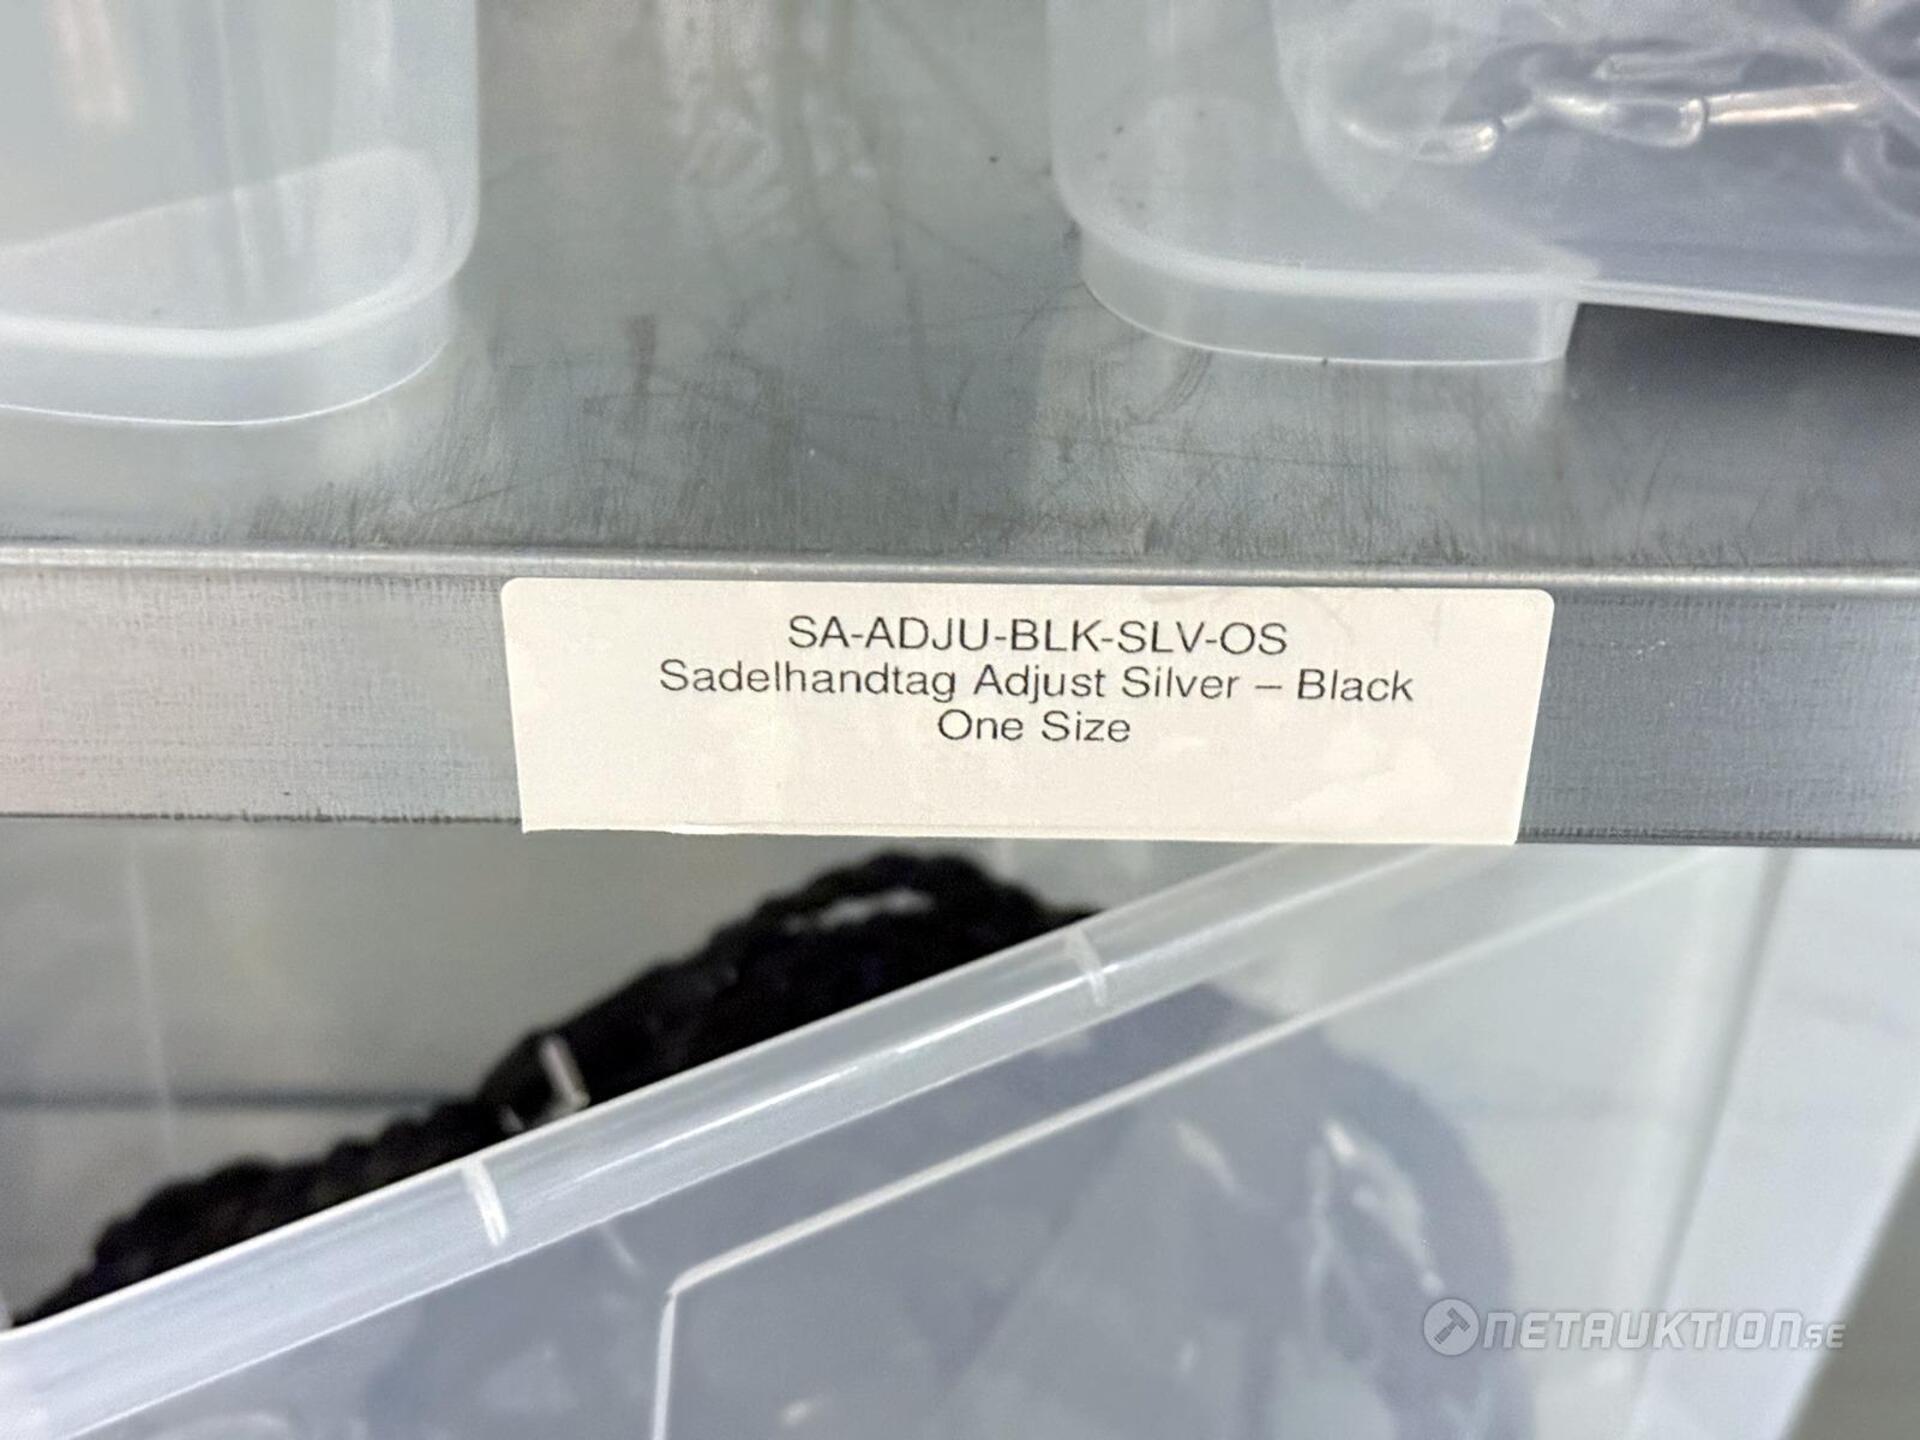 SA-ADJU-BLK-SLV-OS
Sadelhandtag Adjust Silver – Black
One Size
NETAUKTION.SE